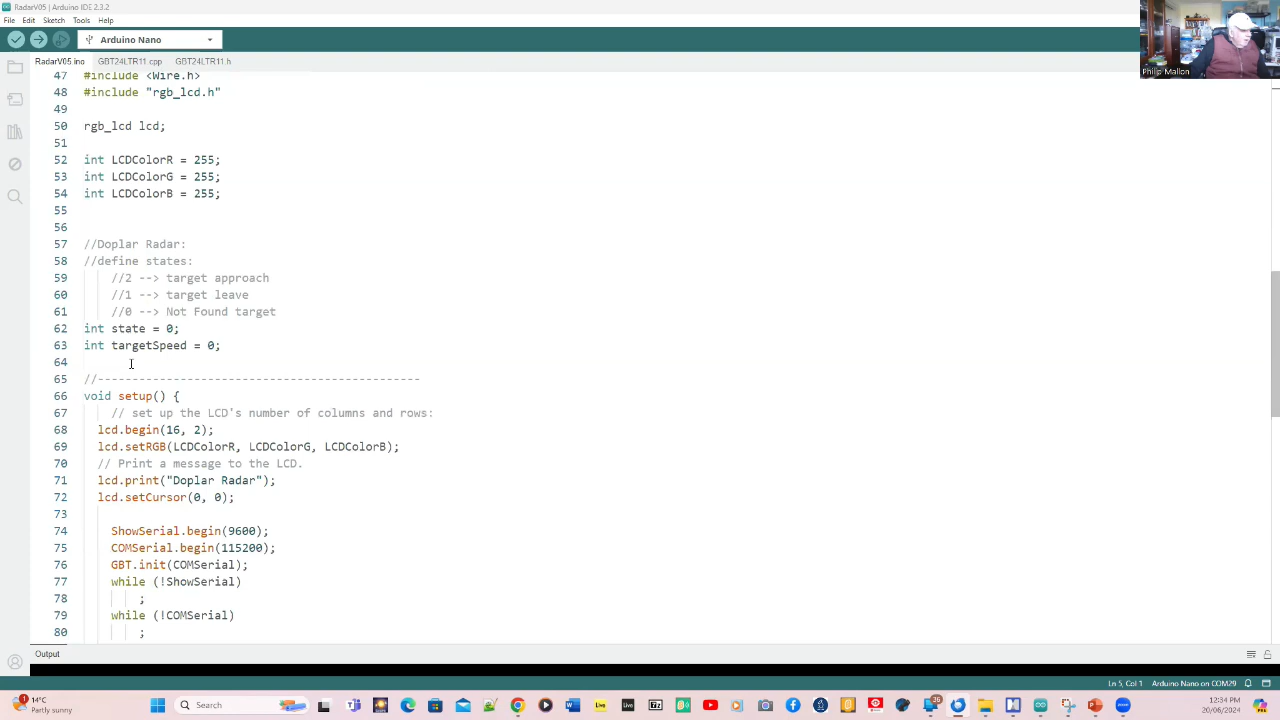 RadarV05 | Arduino IDE 2.3.2
File Edit Sketch Tools Help
Arduino Nano
RadarV05.ino GBT24LTR11.cpp GBT24LTR11.h
Philip Mallon
47 #include <Wire.h>
48 #include "rgb_lcd.h"
49
50 rgb_lcd lcd;
51
52 int LCDColorR = 255;
53 int LCDColorG = 255;
54 int LCDColorB = 255;
55
56
57 //Doplar Radar:
58 //define states:
59 //2 --> target approach
60 //1 --> target leave
61 //0 --> Not Found target
62 int state = 0;
63 int targetSpeed = 0;
64
65 //-----------------------------------------------
66 void setup() {
67 // set up the LCD's number of columns and rows:
68 lcd.begin(16, 2);
69 lcd.setRGB(LCDColorR, LCDColorG, LCDColorB);
70 // Print a message to the LCD.
71 lcd.print("Doplar Radar");
72 lcd.setCursor(0, 0);
73
74 ShowSerial.begin(9600);
75 COMSerial.begin(115200);
76 GBT.init(COMSerial);
77 while (!ShowSerial)
78 ;
79 while (!COMSerial)
80 ;
Output
Ln 5, Col 1 Arduino Nano on COM29
14°C
Partly sunny
Search
12:34 PM
20/06/2024